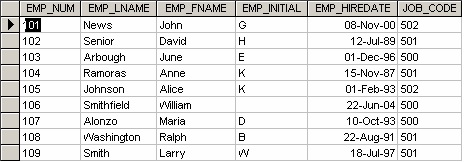 EMP_NUM EMP_LNAME EMP_FNAME EMP_INITIAL EMP_HIREDATE JOB_CODE
101 News John G 08-Nov-00 502
102 Senior David H 12-Jul-89 501
103 Arbough June E 01-Dec-96 500
104 Ramoras Anne K 15-Nov-87 501
105 Johnson Alice K 01-Feb-93 502
106 Smithfield William 22-Jun-04 500
107 Alonzo Maria D 10-Oct-93 500
108 Washington Ralph B 22-Aug-91 501
109 Smith Larry W 18-Jul-97 501